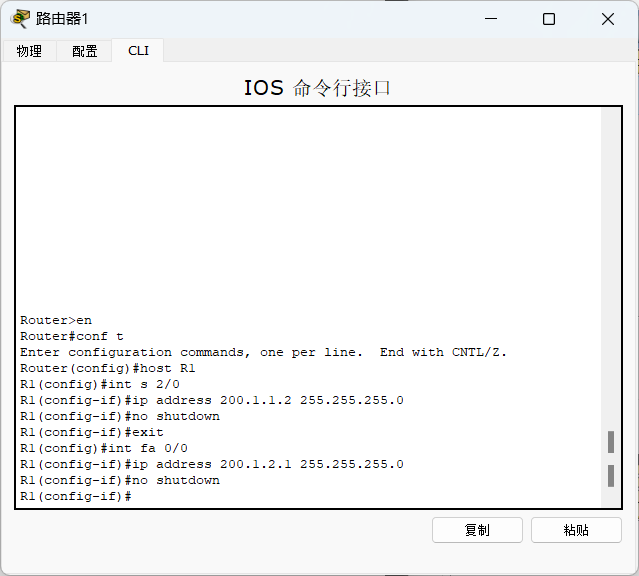 路由器1
物理 配置 CLI
IOS 命令行接口
Router>en
Router#conf t
Enter configuration commands, one per line.  End with CNTL/Z.
Router(config)#host R1
R1(config)#int s 2/0
R1(config-if)#ip address 200.1.1.2 255.255.255.0
R1(config-if)#no shutdown
R1(config-if)#exit
R1(config)#int fa 0/0
R1(config-if)#ip address 200.1.2.1 255.255.255.0
R1(config-if)#no shutdown
R1(config-if)#
复制 粘贴